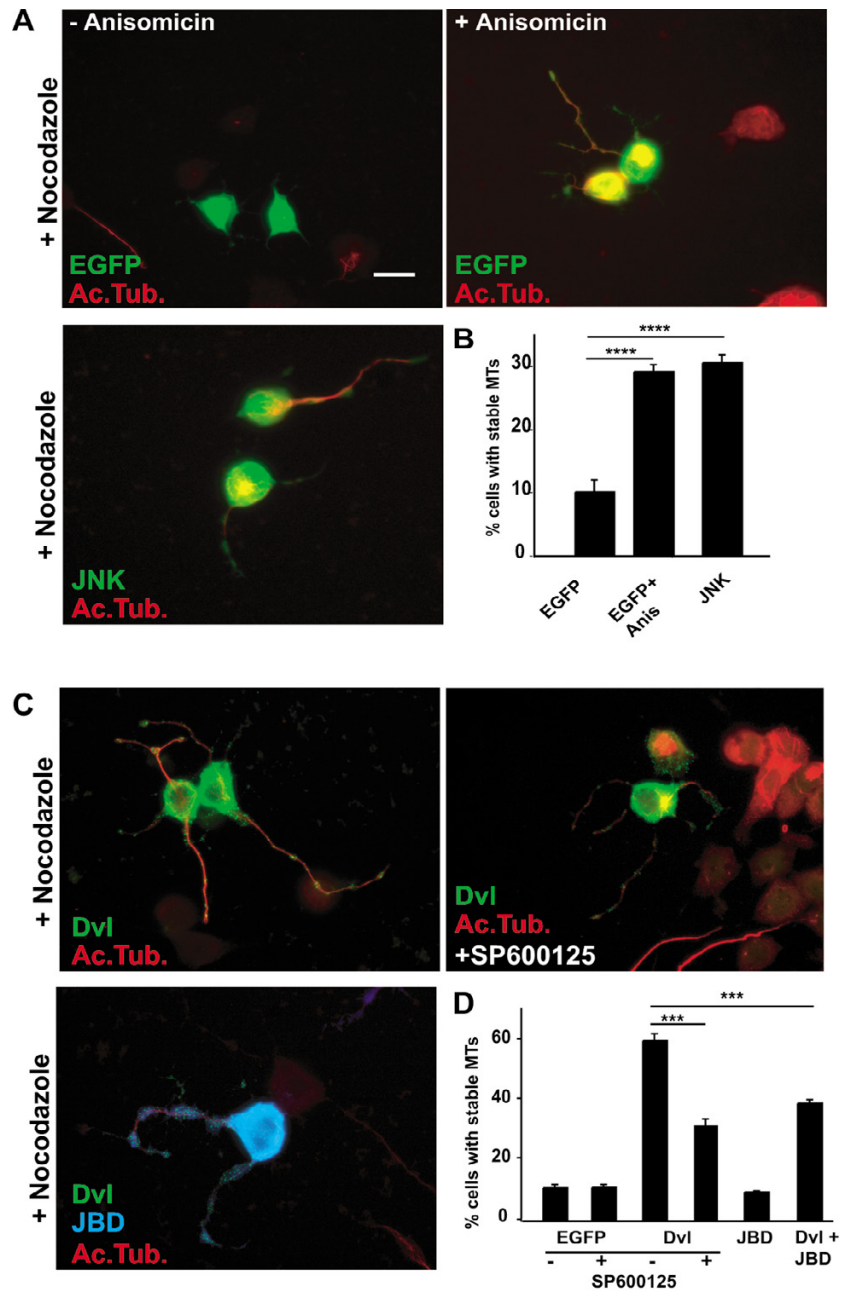 A
- Anisomicin
+ Anisomicin
+ Nocodazole
EGFP
Ac.Tub.
EGFP
Ac.Tub.
+ Nocodazole
JNK
Ac.Tub.
B
****
****
% cells with stable MTs
30
20
10
0
EGFP
EGFP+
Anis
JNK
C
+ Nocodazole
Dvl
Ac.Tub.
Dvl
Ac.Tub.
+SP600125
+ Nocodazole
Dvl
JBD
Ac.Tub.
D
***
***
% cells with stable MTs
60
40
20
0
EGFP
Dvl
JBD
Dvl +
JBD
- + - +
SP600125